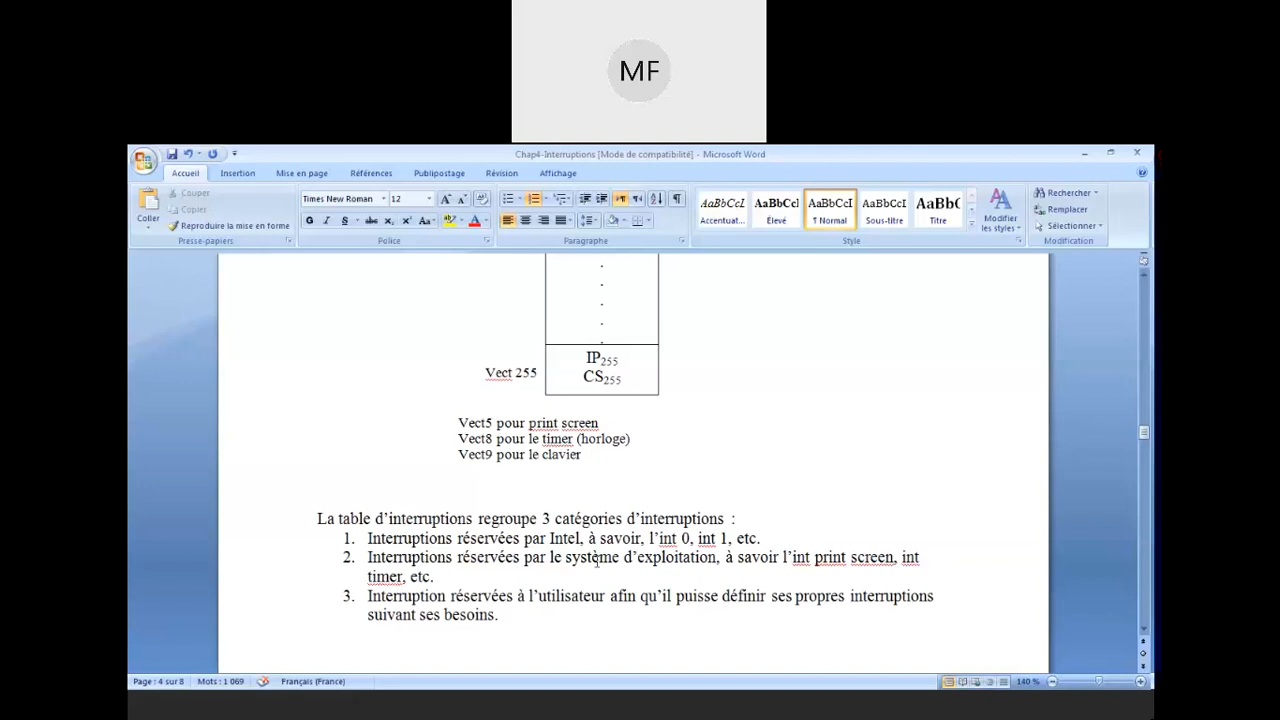 MF
Chap4-Interruptions [Mode de compatibilité] - Microsoft Word
Accueil Insertion Mise en page Références Publipostage Révision Affichage
Coller
Couper
Copier
Reproduire la mise en forme
Presse-papiers
Times New Roman 12
Police
Paragraphe
AaBbCcI AaBbCcI AaBbCcI AaBbCcI AaBbC
Accentuat... Élevé ¶ Normal Sous-titre Titre
Style
Modifier les styles
Rechercher
Remplacer
Sélectionner
Modification
IP255
Vect 255 CS255
Vect5 pour print screen
Vect8 pour le timer (horloge)
Vect9 pour le clavier
La table d’interruptions regroupe 3 catégories d’interruptions :
1. Interruptions réservées par Intel, à savoir, l’int 0, int 1, etc.
2. Interruptions réservées par le système d’exploitation, à savoir l’int print screen, int
timer, etc.
3. Interruption réservées à l’utilisateur afin qu’il puisse définir ses propres interruptions
suivant ses besoins.
Page : 4 sur 8 Mots : 1 069 Français (France) 140 %